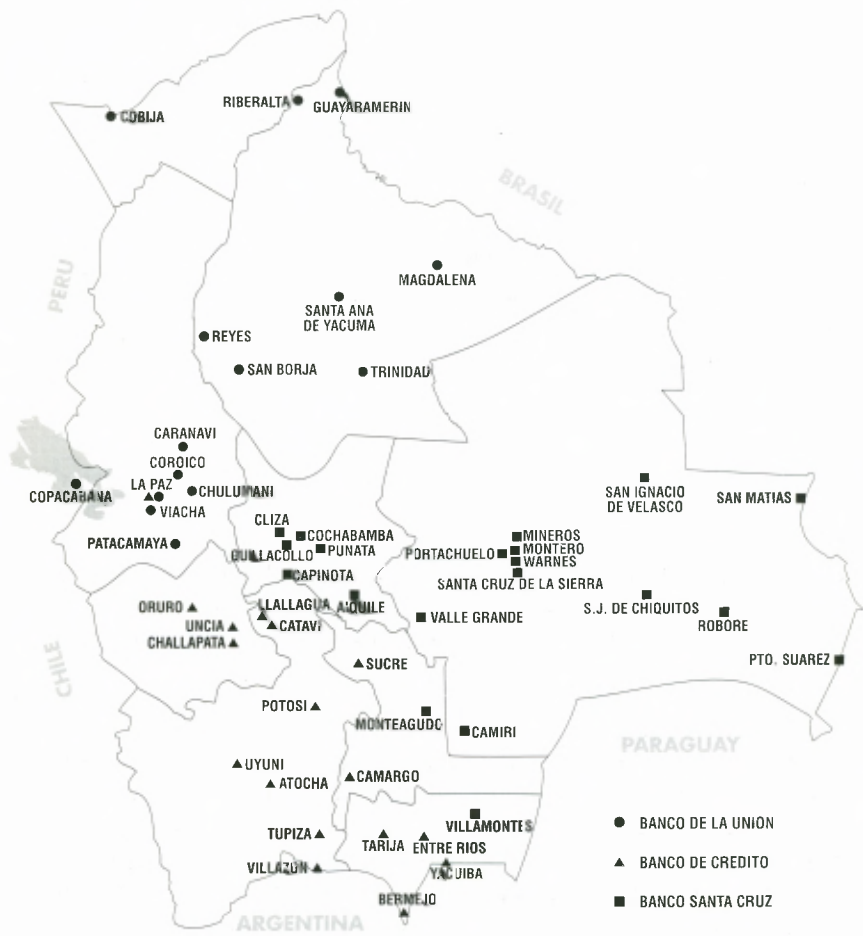 COBIJA
RIBERALTA
GUAYARAMERIN
BRASIL
PERU
MAGDALENA
SANTA ANA
DE YACUMA
REYES
SAN BORJA
TRINIDAD
CARANAVI
COROICO
LA PAZ
CHULUMANI
COPACABANA
VIACHA
PATACAMAYA
CLIZA
COCHABAMBA
QUILLACOLLO
PUNATA
CAPINOTA
SAN IGNACIO
DE VELASCO
SAN MATIAS
MINEROS
PORTACHUELO
MONTERO
WARNES
SANTA CRUZ DE LA SIERRA
ORURO
LLALLAGUA
AIQUILE
UNCIA
CATAVI
CHALLAPATA
VALLE GRANDE
S.J. DE CHIQUITOS
ROBORE
CHILE
SUCRE
PTO. SUAREZ
POTOSI
MONTEAGUDO
CAMIRI
PARAGUAY
UYUNI
ATOCHA
CAMARGO
TUPIZA
TARIJA
ENTRE RIOS
VILLAMONTES
VILLAZON
YACUIBA
BERMEJO
ARGENTINA
BANCO DE LA UNION
BANCO DE CREDITO
BANCO SANTA CRUZ